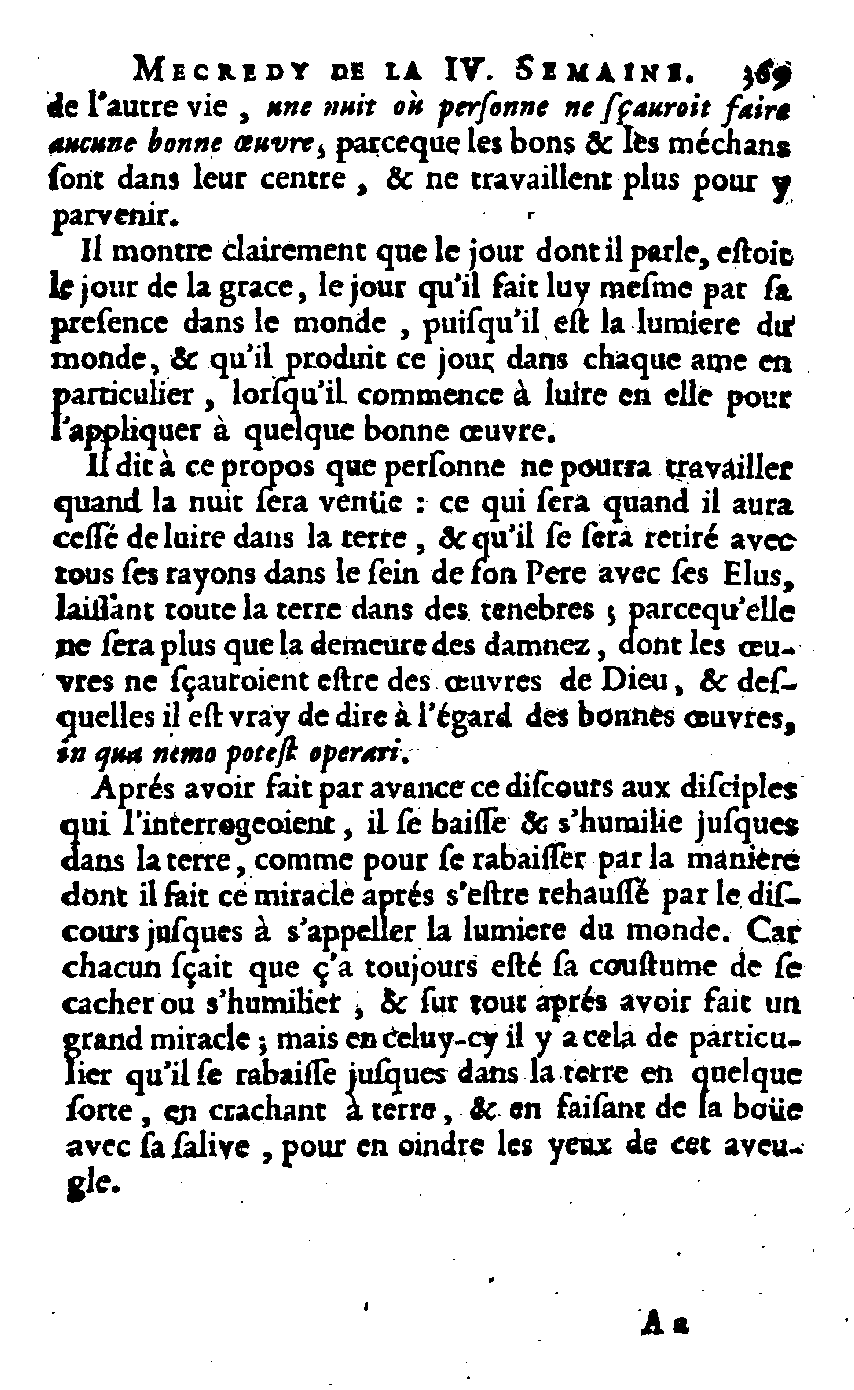 MECREDY DE LA IV. SEMAINE. 369
de l'autre vie, une nuit où perſonne ne ſçauroit faire
aucune bonne œuvre, parceque les bons & les méchans
ſont dans leur centre, & ne travaillent plus pour y
parvenir.
Il montre clairement que le jour dont il parle, eſtoit
le jour de la grace, le jour qu'il fait luy meſme par ſa
preſence dans le monde, puiſqu'il eſt la lumiere du
monde, & qu'il produit ce jour dans chaque ame en
particulier, lorſqu'il commence à luire en elle pour
l'appliquer à quelque bonne œuvre.
Il dit à ce propos que perſonne ne pourra travailler
quand la nuit ſera venüe : ce qui ſera quand il aura
ceſſé de luire dans la terre, & qu'il ſe ſera retiré avec
tous ſes rayons dans le ſein de ſon Pere avec ſes Elus,
laiſſant toute la terre dans des tenebres ; parcequ'elle
ne ſera plus que la demeure des damnez, dont les œu-
vres ne ſçauroient eſtre des œuvres de Dieu, & deſ-
quelles il eſt vray de dire à l'égard des bonnes œuvres,
in qua nemo poteſt operari.
Aprés avoir fait par avance ce diſcours aux diſciples
qui l'interrogeoient, il ſe baiſſe & s'humilie juſques
dans la terre, comme pour ſe rabaiſſer par la maniere
dont il fait ce miracle aprés s'eſtre rehauſſé par le diſ-
cours juſques à s'appeller la lumiere du monde. Car
chacun ſçait que ç'a toujours eſté ſa couſtume de ſe
cacher ou s'humilier, & ſur tout aprés avoir fait un
grand miracle ; mais en celuy-cy il y a cela de particu-
lier qu'il ſe rabaiſſe juſques dans la terre en quelque
ſorte, en crachant à terre, & en faiſant de la boüe
avec ſa ſalive, pour en oindre les yeux de cet aveu-
gle.
A a